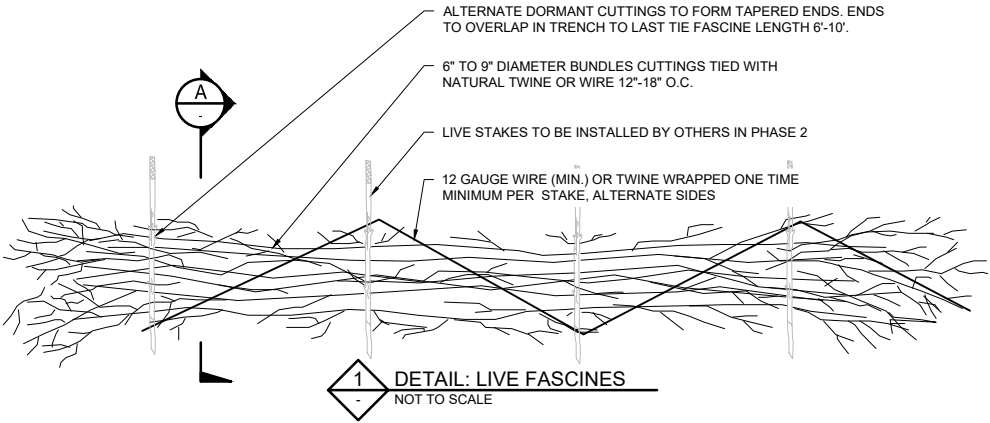 ALTERNATE DORMANT CUTTINGS TO FORM TAPERED ENDS. ENDS
TO OVERLAP IN TRENCH TO LAST TIE FASCINE LENGTH 6'-10'.
6" TO 9" DIAMETER BUNDLES CUTTINGS TIED WITH
NATURAL TWINE OR WIRE 12"-18" O.C.
A
-
LIVE STAKES TO BE INSTALLED BY OTHERS IN PHASE 2
12 GAUGE WIRE (MIN.) OR TWINE WRAPPED ONE TIME
MINIMUM PER STAKE, ALTERNATE SIDES
1
-
DETAIL: LIVE FASCINES
NOT TO SCALE